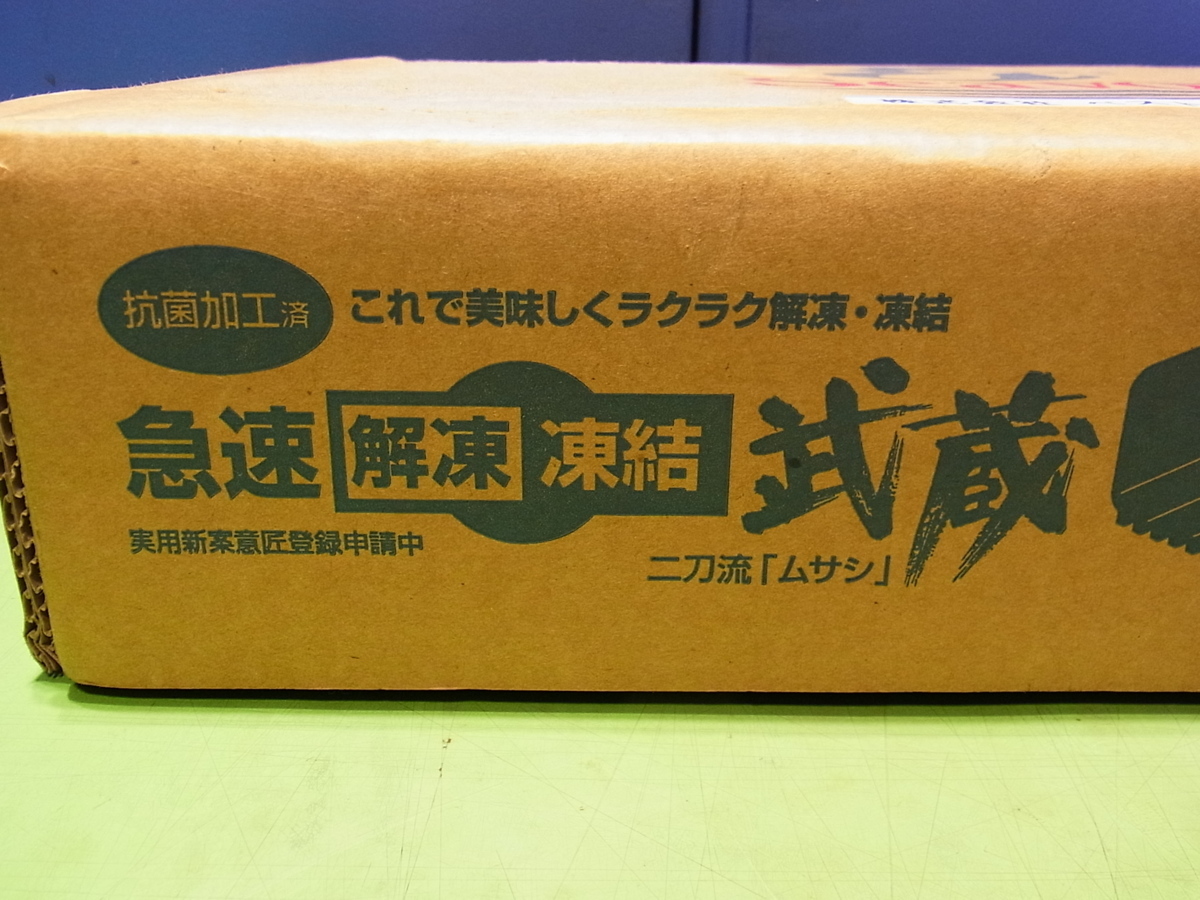 抗菌加工済
これで美味しくラクラク解凍・凍結
急速解凍凍結武蔵
実用新案意匠登録申請中
二刀流「ムサシ」